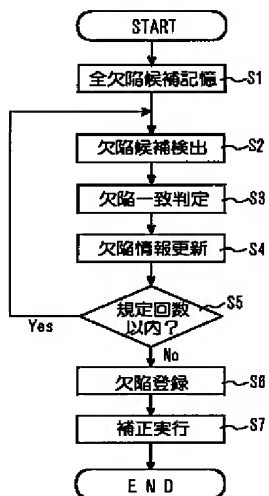 START
全欠陥候補記憶 S1
欠陥候補検出 S2
欠陥一致判定 S3
欠陥情報更新 S4
規定回数 S5
以内？
Yes
No
欠陥登録 S6
補正実行 S7
END